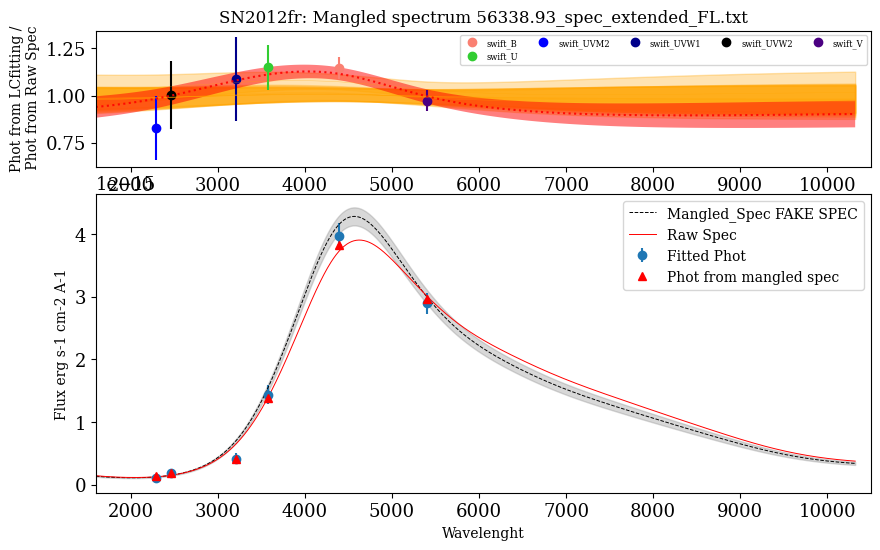 SN2012fr: Mangled spectrum 56338.93_spec_extended_FL.txt
Phot from LCfitting /
Phot from Raw Spec
1.25
1.00
0.75
swift_B swift_UVM2 swift_UVW1 swift_UVW2 swift_V
swift_U
2000 3000 4000 5000 6000 7000 8000 9000 10000
1e−15
Flux erg s-1 cm-2 A-1
4
3
2
1
0
Mangled_Spec FAKE SPEC
Raw Spec
Fitted Phot
Phot from mangled spec
2000 3000 4000 5000 6000 7000 8000 9000 10000
Wavelenght